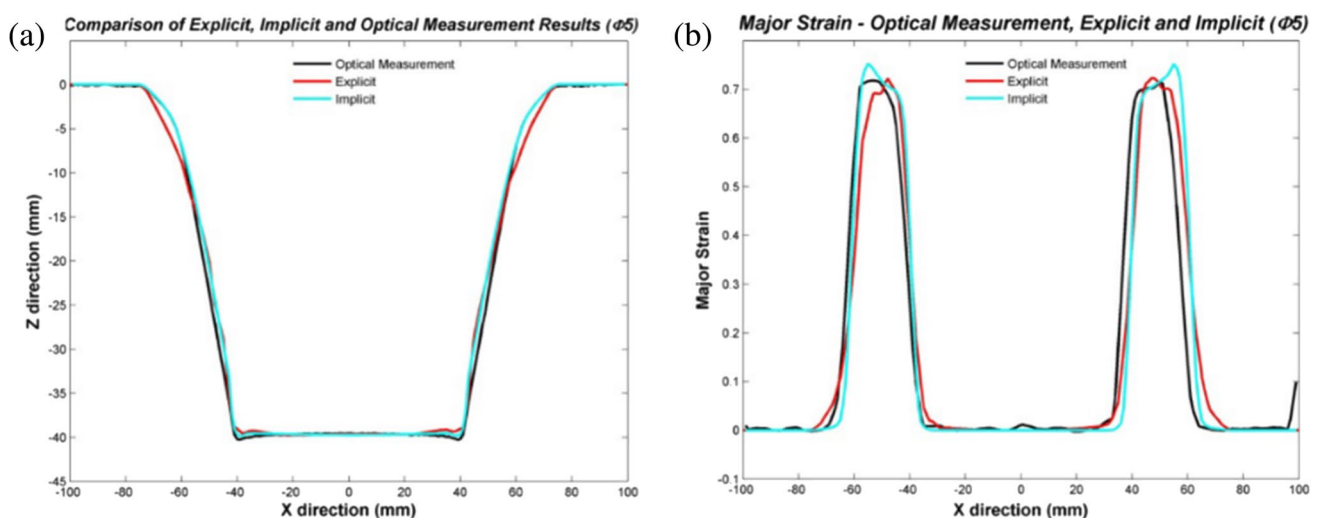 (a)
Comparison of Explicit, Implicit and Optical Measurement Results (Φ5)
Optical Measurement
Explicit
Implicit
0
-5
-10
-15
-20
-25
-30
-35
-40
-45
Z direction (mm)
-100 -80 -60 -40 -20 0 20 40 60 80 100
X direction (mm)
(b)
Major Strain - Optical Measurement, Explicit and Implicit (Φ5)
Optical Measurement
Explicit
Implicit
0.7
0.6
0.5
0.4
0.3
0.2
0.1
0
-0.1
Major Strain
-100 -80 -60 -40 -20 0 20 40 60 80 100
X direction (mm)